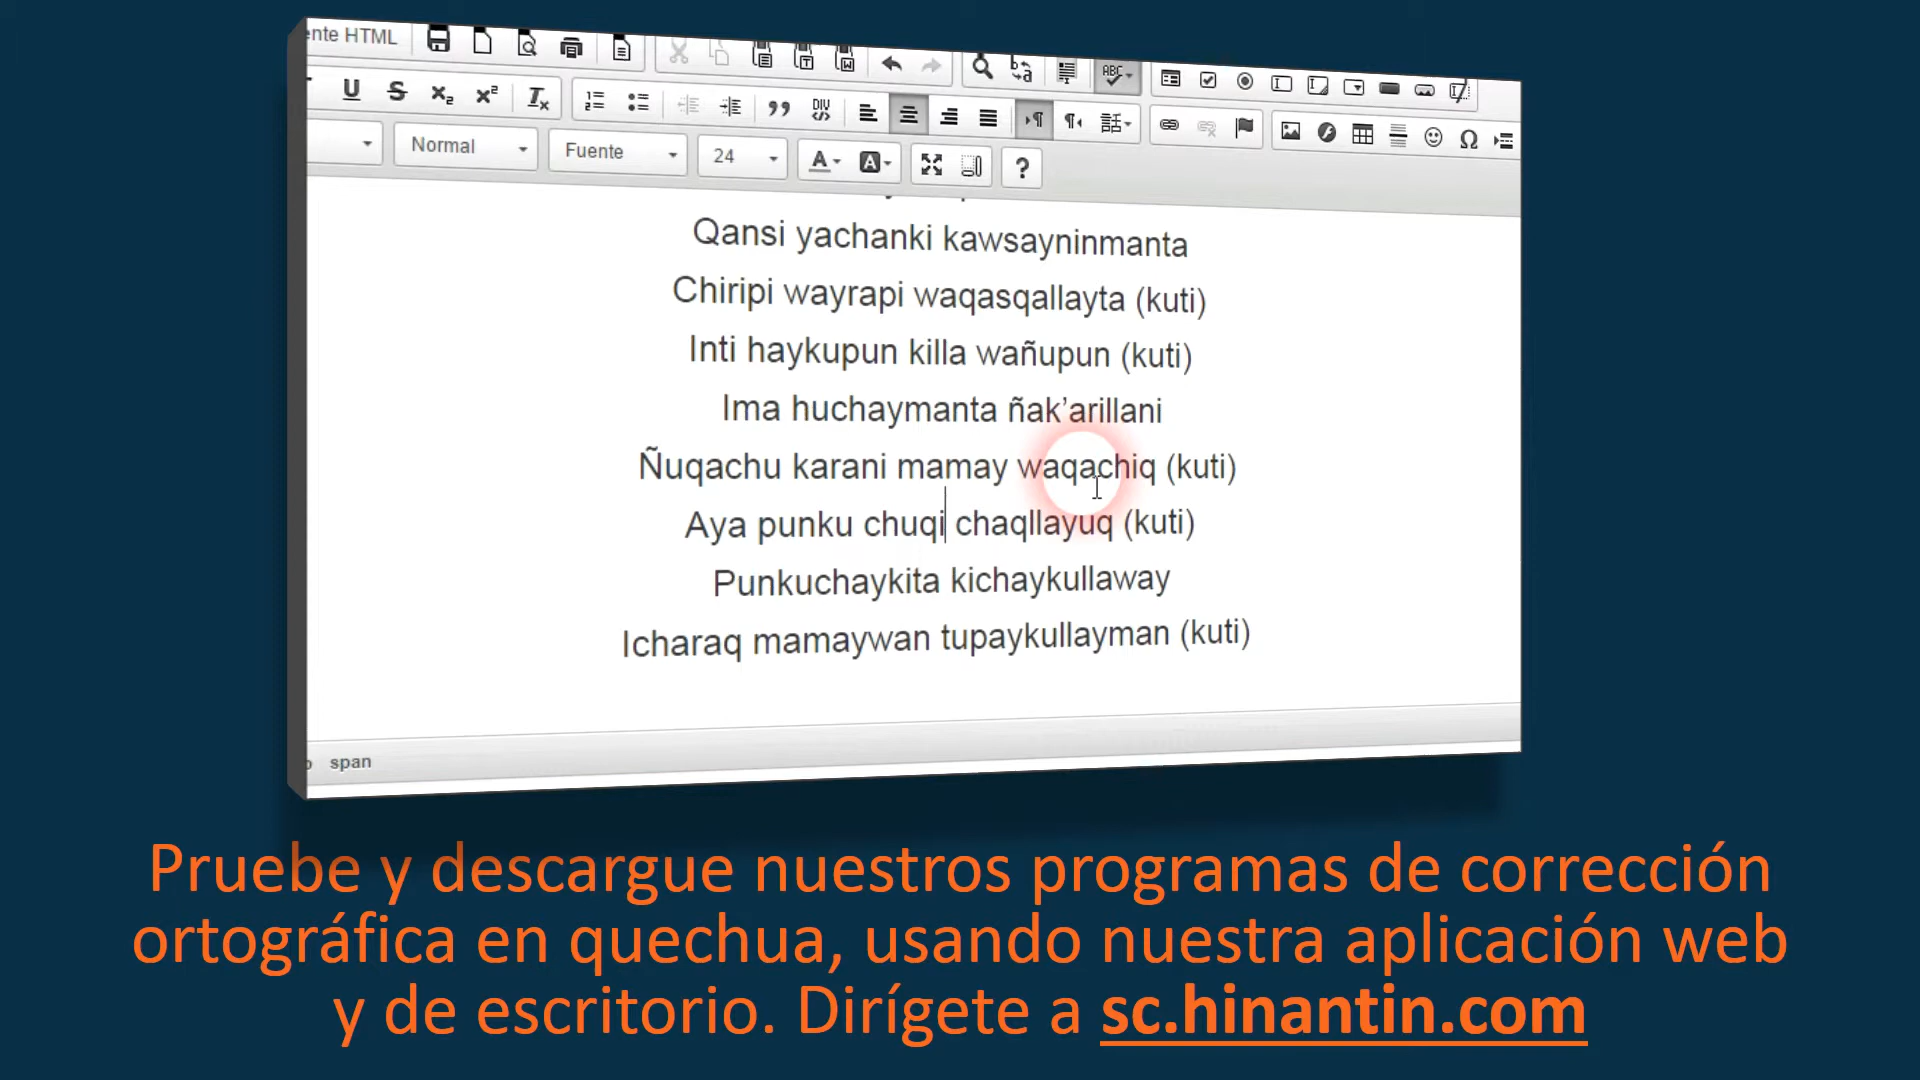 ente HTML
Normal
Fuente
24
Qansi yachanki kawsayninmanta
Chiripi wayrapi waqasqallayta (kuti)
Inti haykupun killa wañupun (kuti)
Ima huchaymanta ñak’arillani
Ñuqachu karani mamay waqachiq (kuti)
Aya punku chuqi chaqllayuq (kuti)
Punkuchaykita kichaykullaway
Icharaq mamaywan tupaykullayman (kuti)
span
Pruebe y descargue nuestros programas de corrección
ortográfica en quechua, usando nuestra aplicación web
y de escritorio. Dirígete a sc.hinantin.com